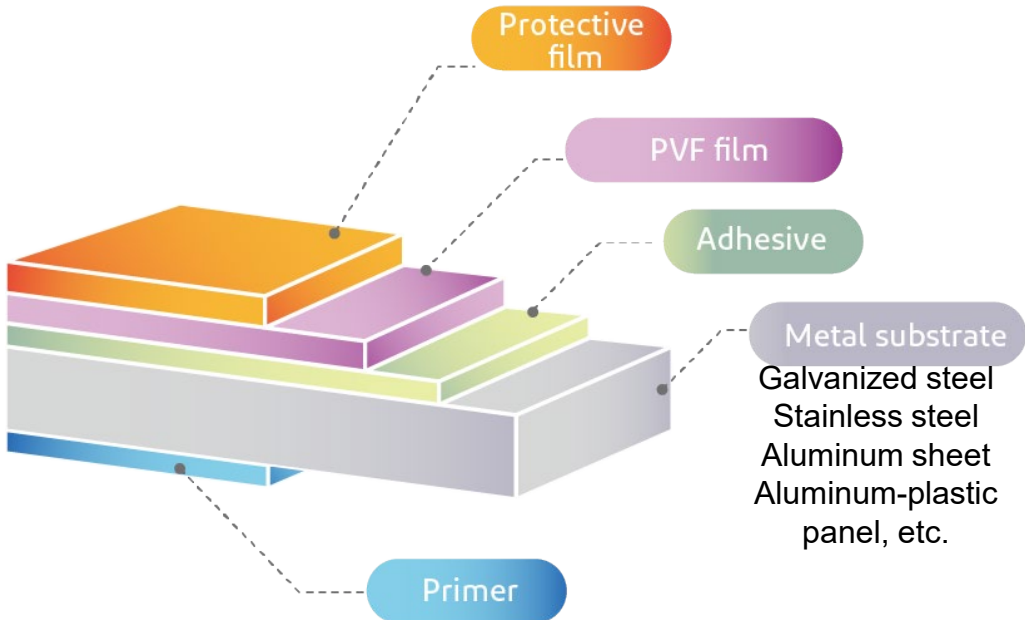 Protective
film
PVF film
Adhesive
Metal substrate
Galvanized steel
Stainless steel
Aluminum sheet
Aluminum-plastic
panel, etc.
Primer